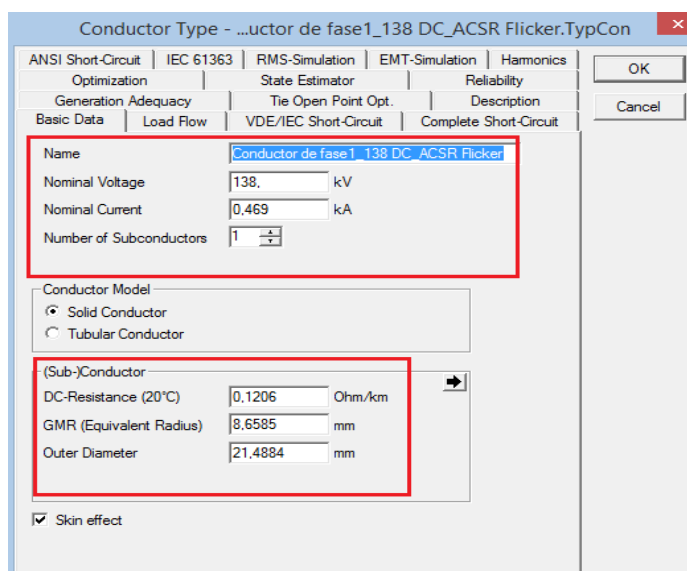 Conductor Type - ...uctor de fase1_138 DC_ACSR Flicker.TypCon
ANSI Short-Circuit IEC 61363 RMS-Simulation EMT-Simulation Harmonics
Optimization State Estimator Reliability
Generation Adequacy Tie Open Point Opt. Description
Basic Data Load Flow VDE/IEC Short-Circuit Complete Short-Circuit
OK
Cancel
Name Conductor de fase1_138 DC_ACSR Flicker
Nominal Voltage 138, kV
Nominal Current 0,469 kA
Number of Subconductors 1
Conductor Model
Solid Conductor
Tubular Conductor
(Sub-)Conductor
DC-Resistance (20°C) 0,1206 Ohm/km
GMR (Equivalent Radius) 8,6585 mm
Outer Diameter 21,4884 mm
Skin effect